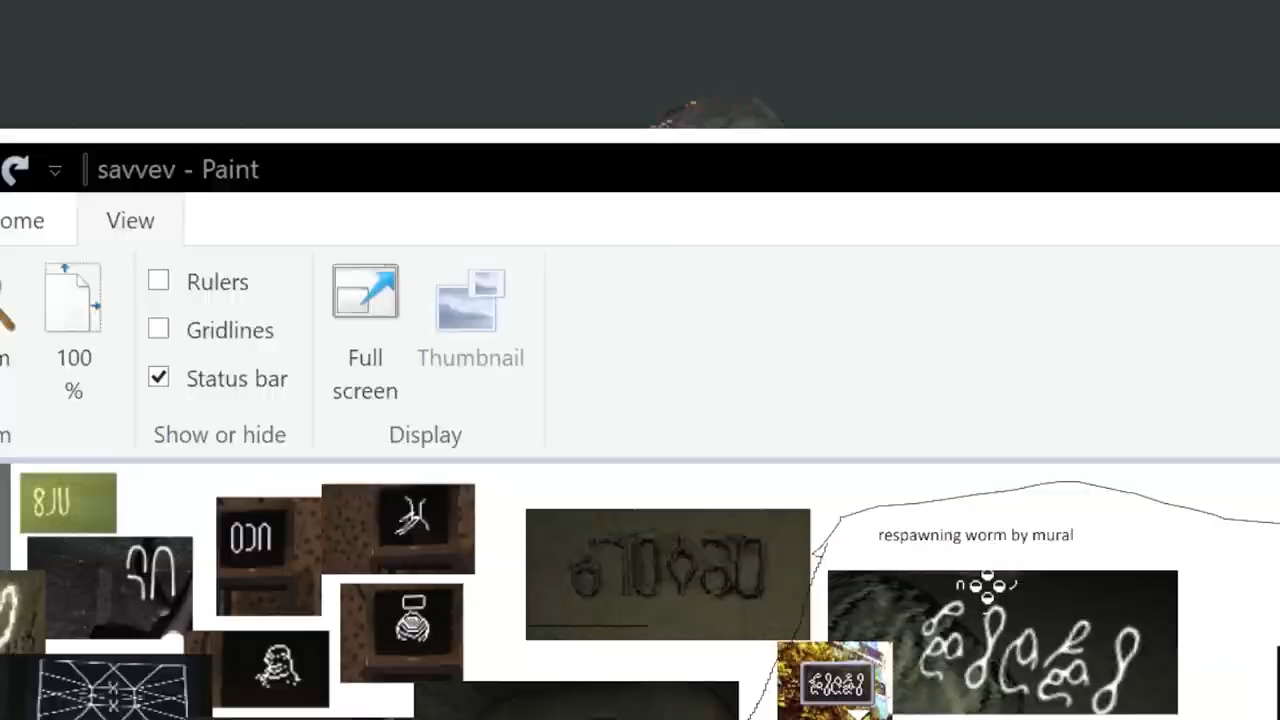 savvev - Paint
ome
View
100
%
Rulers
Gridlines
Status bar
Full
screen
Thumbnail
m
Show or hide
Display
respawning worm by mural